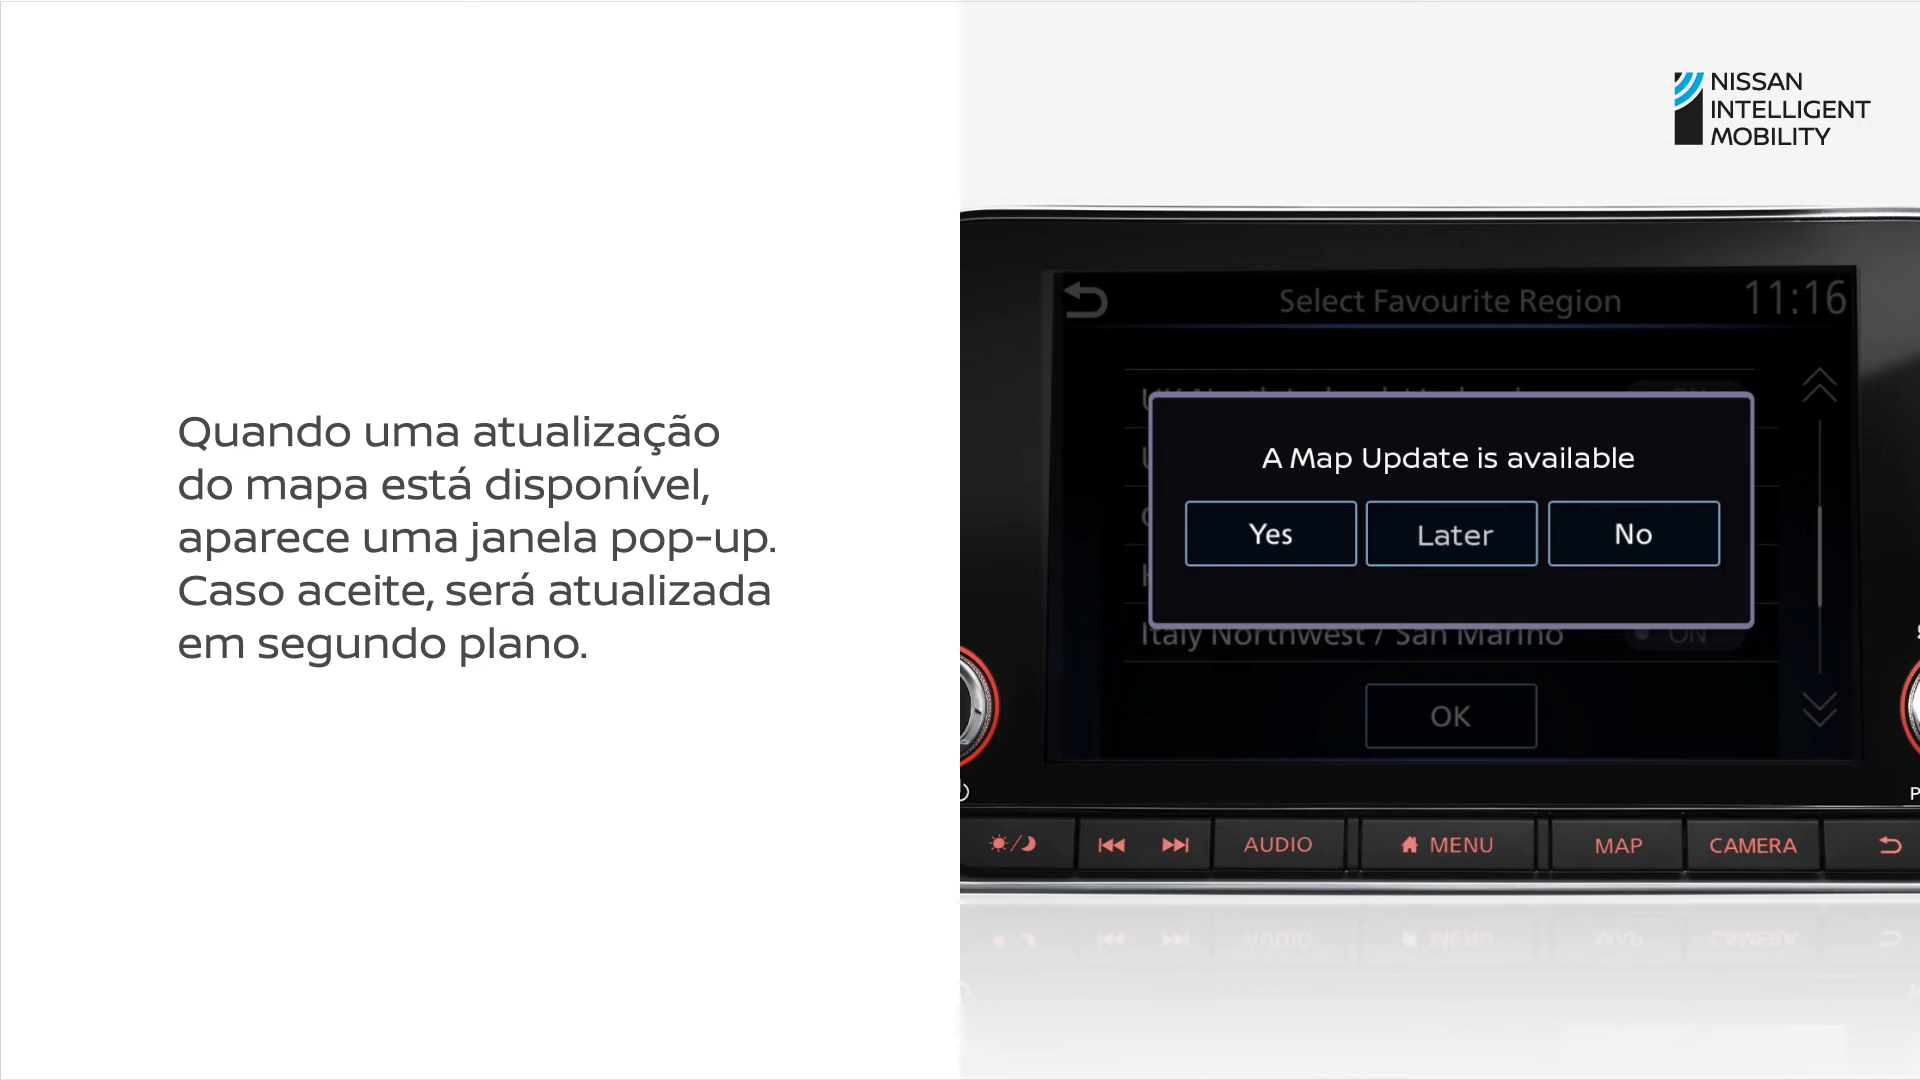 NISSAN
INTELLIGENT
MOBILITY
Quando uma atualização
do mapa está disponível,
aparece uma janela pop-up.
Caso aceite, será atualizada
em segundo plano.
Select Favourite Region 11:16
A Map Update is available
Yes Later No
Italy Northwest / San Marino ON
OK
AUDIO MENU MAP CAMERA